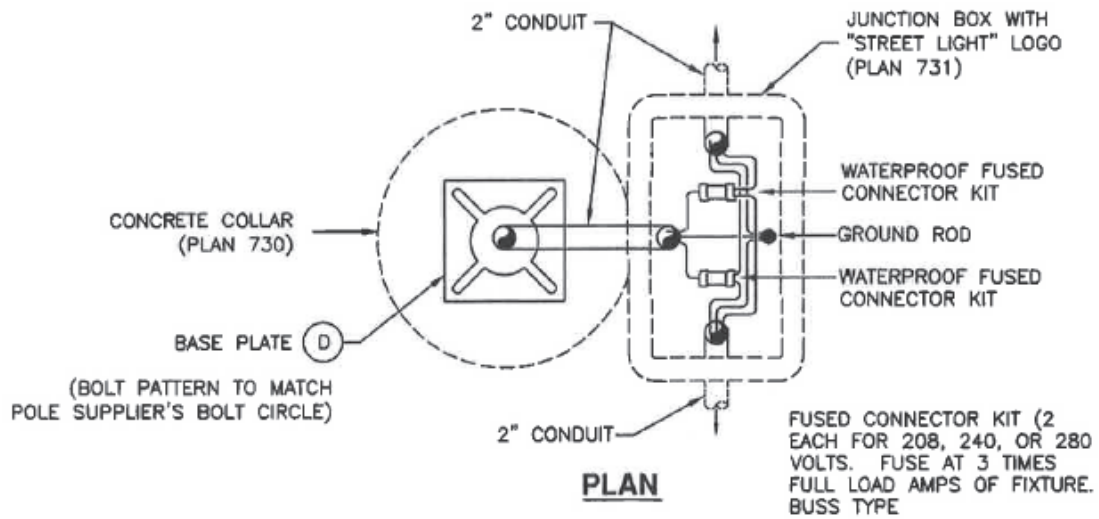 2" CONDUIT
JUNCTION BOX WITH
"STREET LIGHT" LOGO
(PLAN 731)
WATERPROOF FUSED
CONNECTOR KIT
CONCRETE COLLAR
(PLAN 730)
GROUND ROD
WATERPROOF FUSED
CONNECTOR KIT
BASE PLATE D
(BOLT PATTERN TO MATCH
POLE SUPPLIER'S BOLT CIRCLE)
2" CONDUIT
FUSED CONNECTOR KIT (2
EACH FOR 208, 240, OR 280
VOLTS. FUSE AT 3 TIMES
FULL LOAD AMPS OF FIXTURE.
BUSS TYPE
PLAN